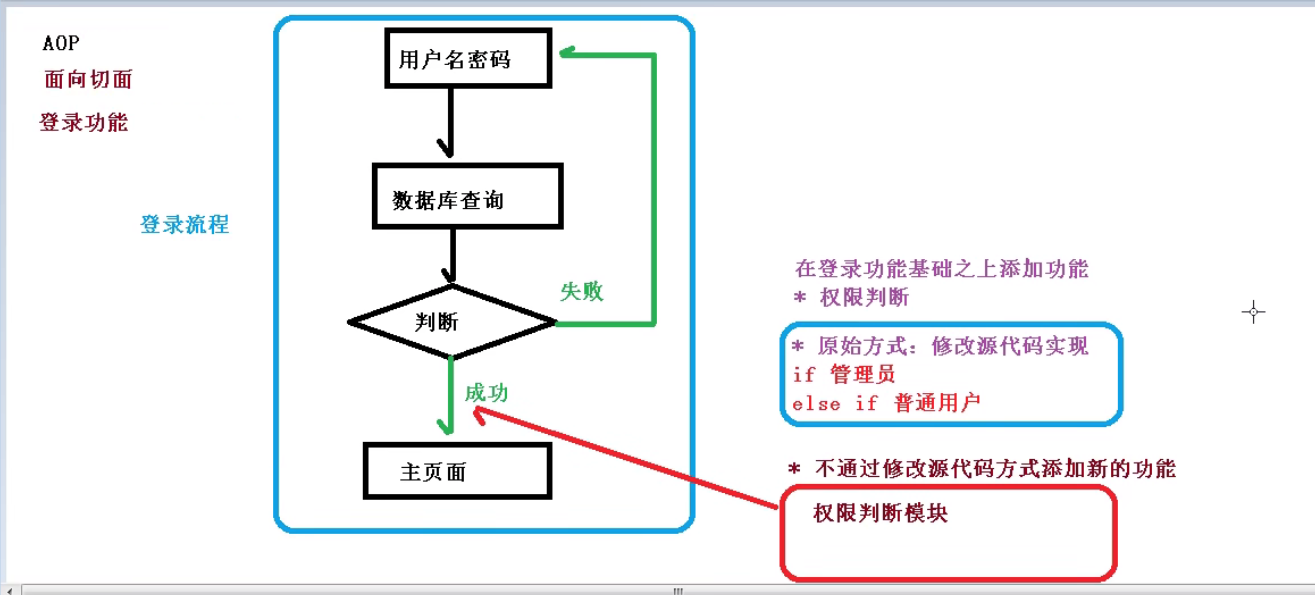 AOP
面向切面
登录功能
登录流程
用户名密码
数据库查询
判断
失败
成功
主页面
在登录功能基础之上添加功能
* 权限判断
* 原始方式：修改源代码实现
if 管理员
else if 普通用户
* 不通过修改源代码方式添加新的功能
权限判断模块